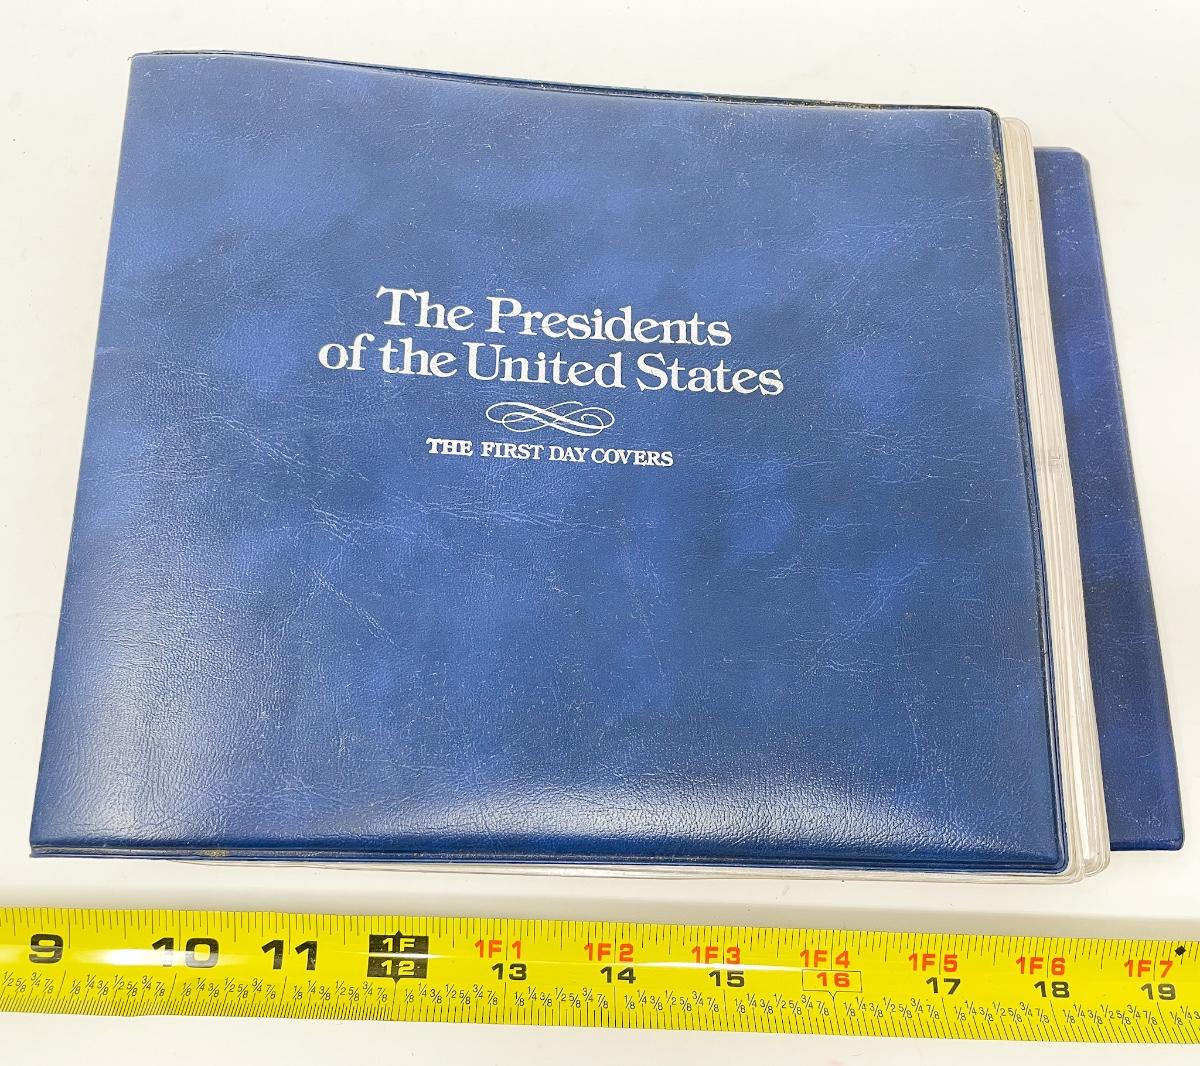 The Presidents
of the United States
THE FIRST DAY COVERS
9 10 11 1F 1F1 1F2 1F3 1F4 1F5 1F6 1F7
12 13 14 15 16 17 18 19